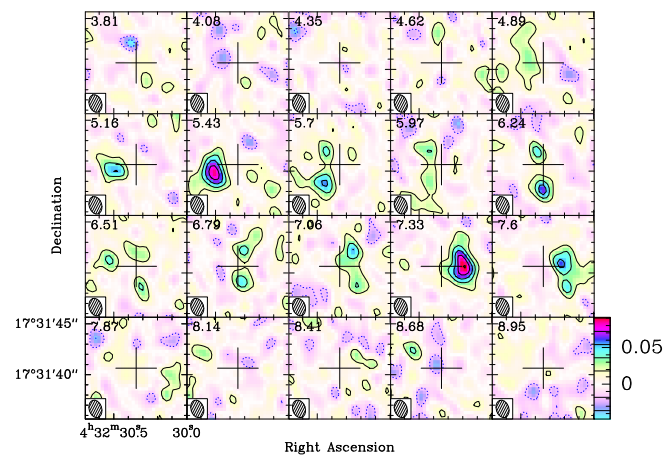 3.81 4.08 4.35 4.62 4.89
5.16 5.43 5.7 5.97 6.24
6.51 6.79 7.06 7.33 7.6
7.87 8.14 8.41 8.68 8.95
Declination
17°31′45″
17°31′40″
0.05
0
4ʰ32ᵐ30.ˢ5 30.ˢ0
Right Ascension